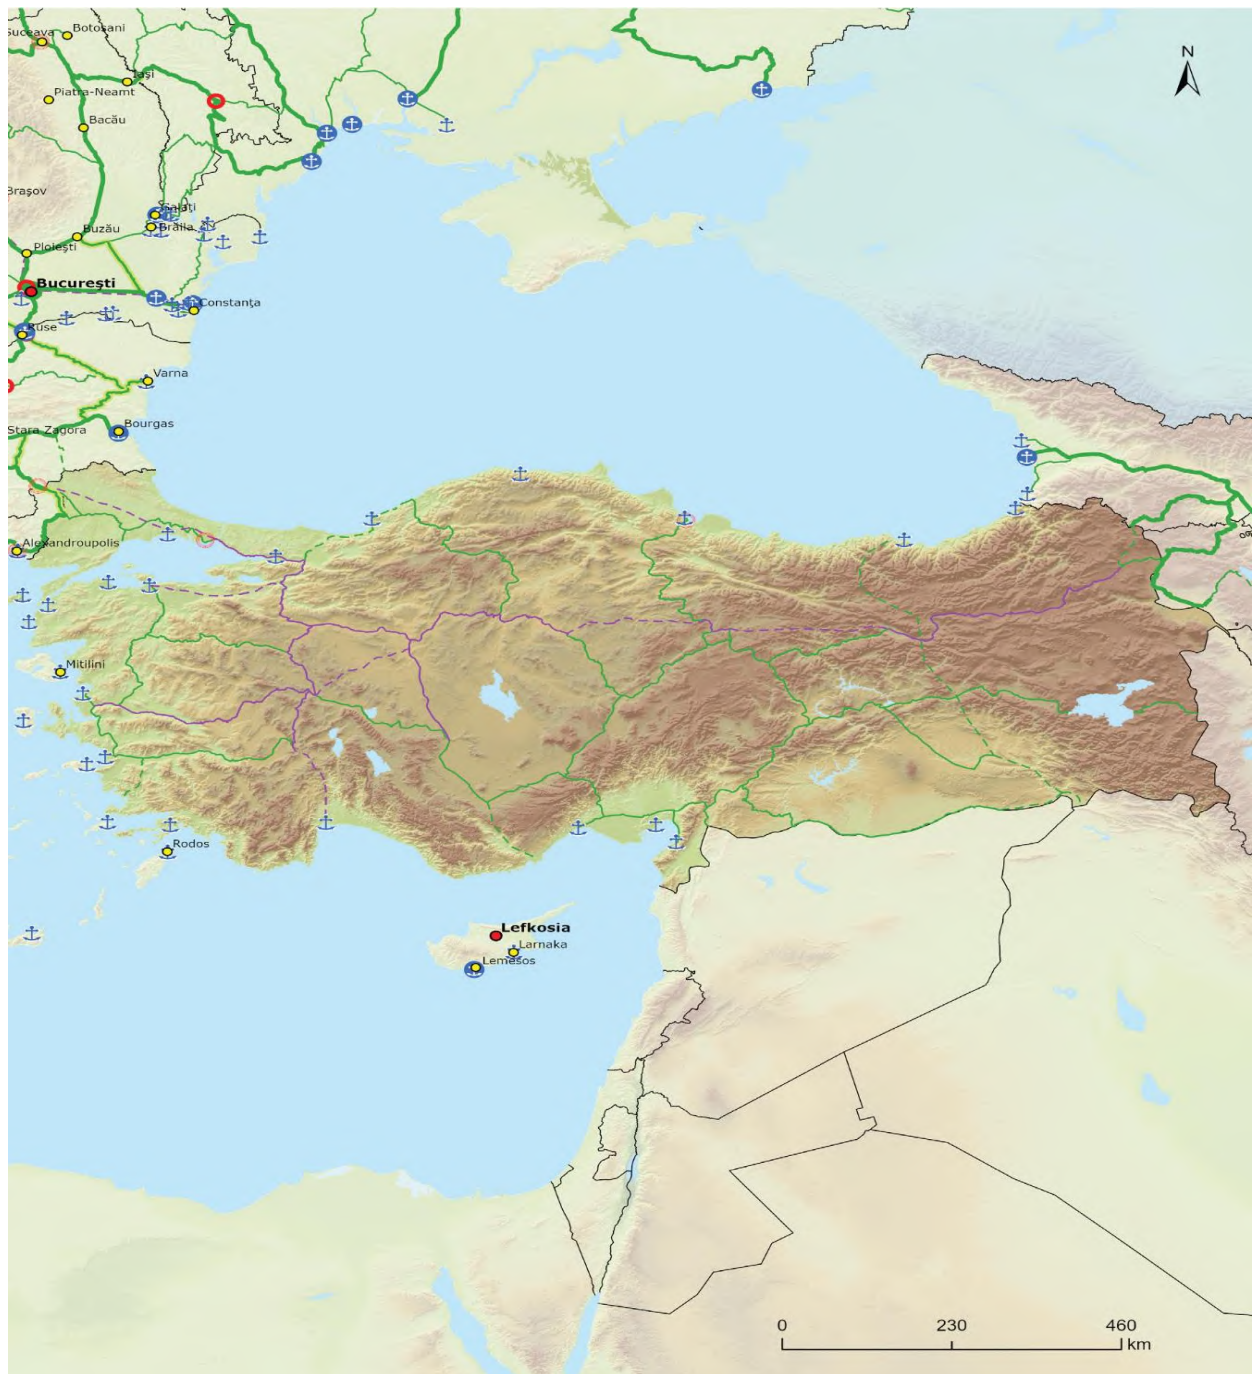 Suceava
Botoșani
N
Iași
Piatra-Neamt
Bacău
Brașov
Galați
Brăila
Buzău
Ploiești
București
Constanța
Ruse
Varna
Bourgas
Stara Zagora
Alexandroupolis
Mitilini
Rodos
Lefkosia
Larnaka
Lemesos
0 230 460
km